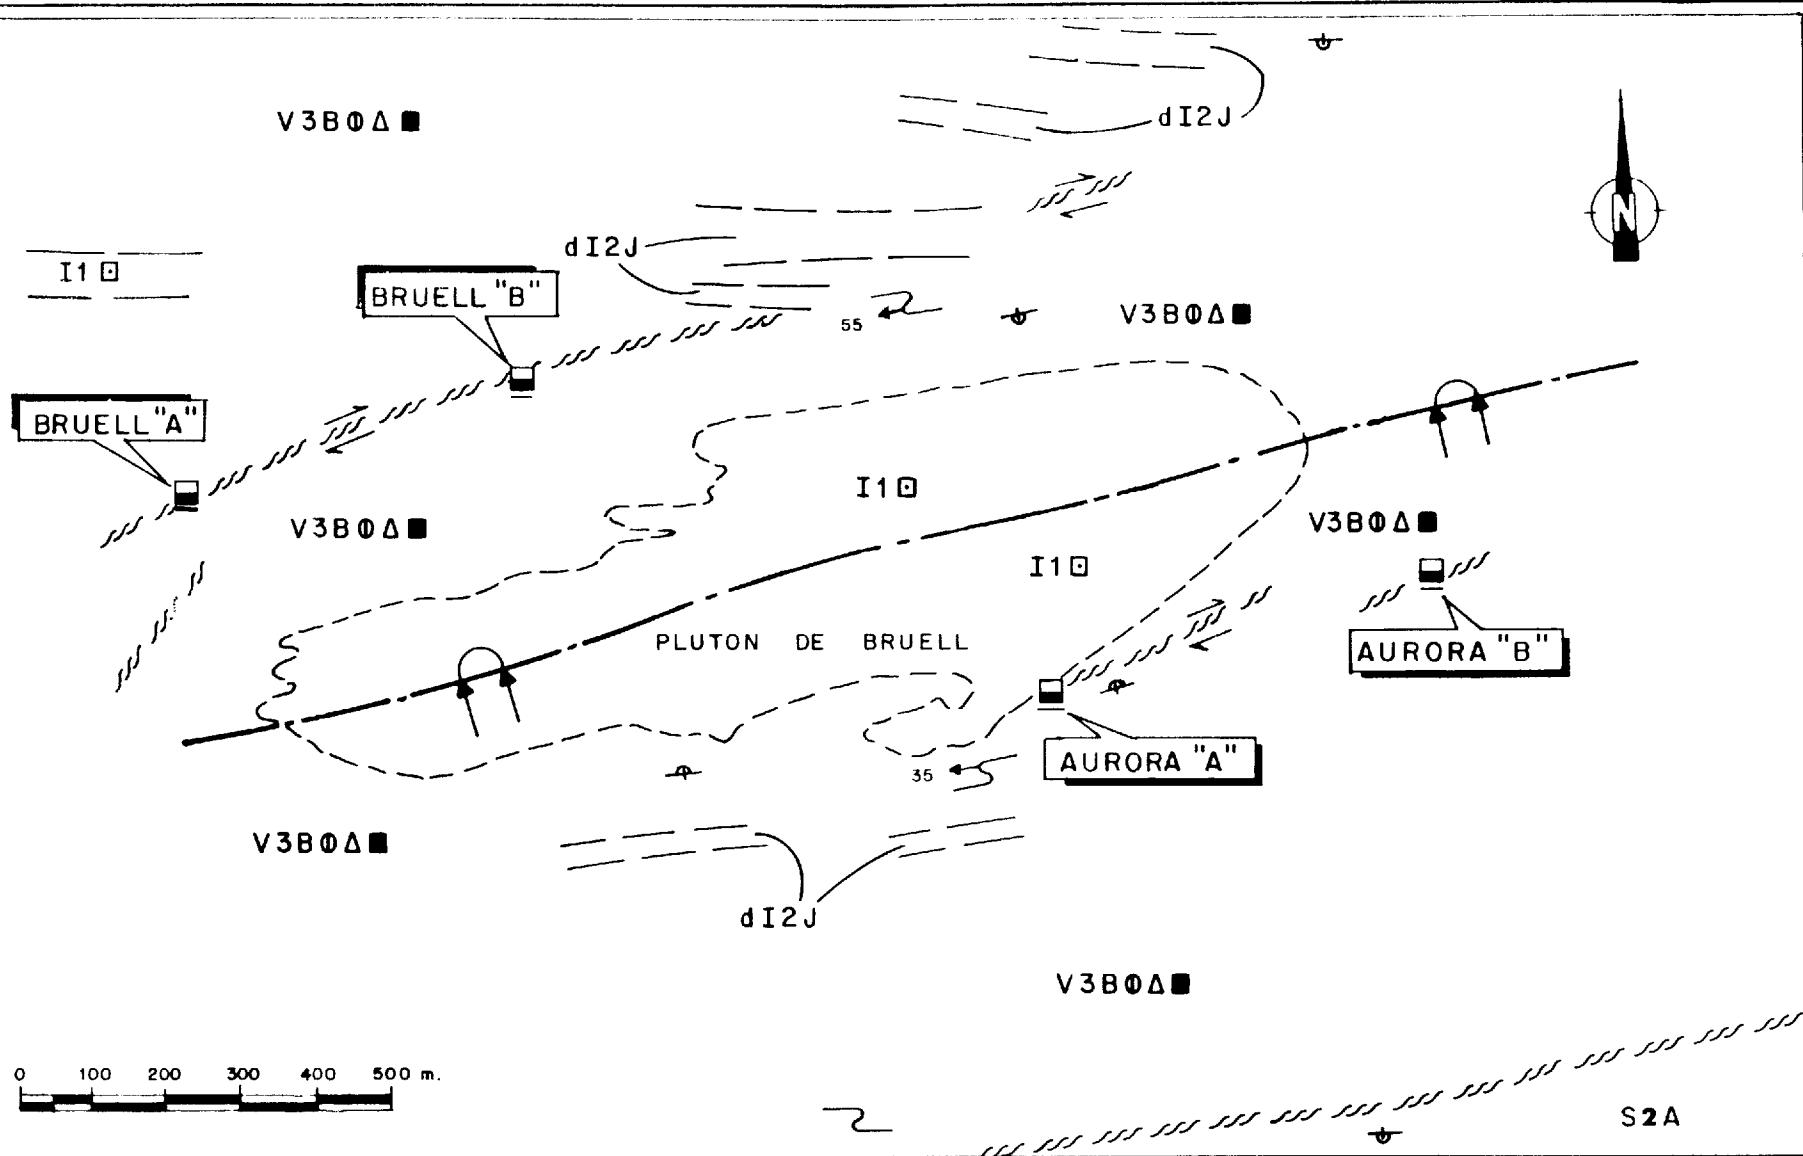 dI2J
V3BΦΔ■
N
dI2J
I1⊡
BRUELL "B"
55
V3BΦΔ■
BRUELL "A"
I1⊡
V3BΦΔ■
V3BΦΔ■
I1⊡
PLUTON DE BRUELL
AURORA "B"
AURORA "A"
35
V3BΦΔ■
dI2J
V3BΦΔ■
0 100 200 300 400 500 m.
S2A